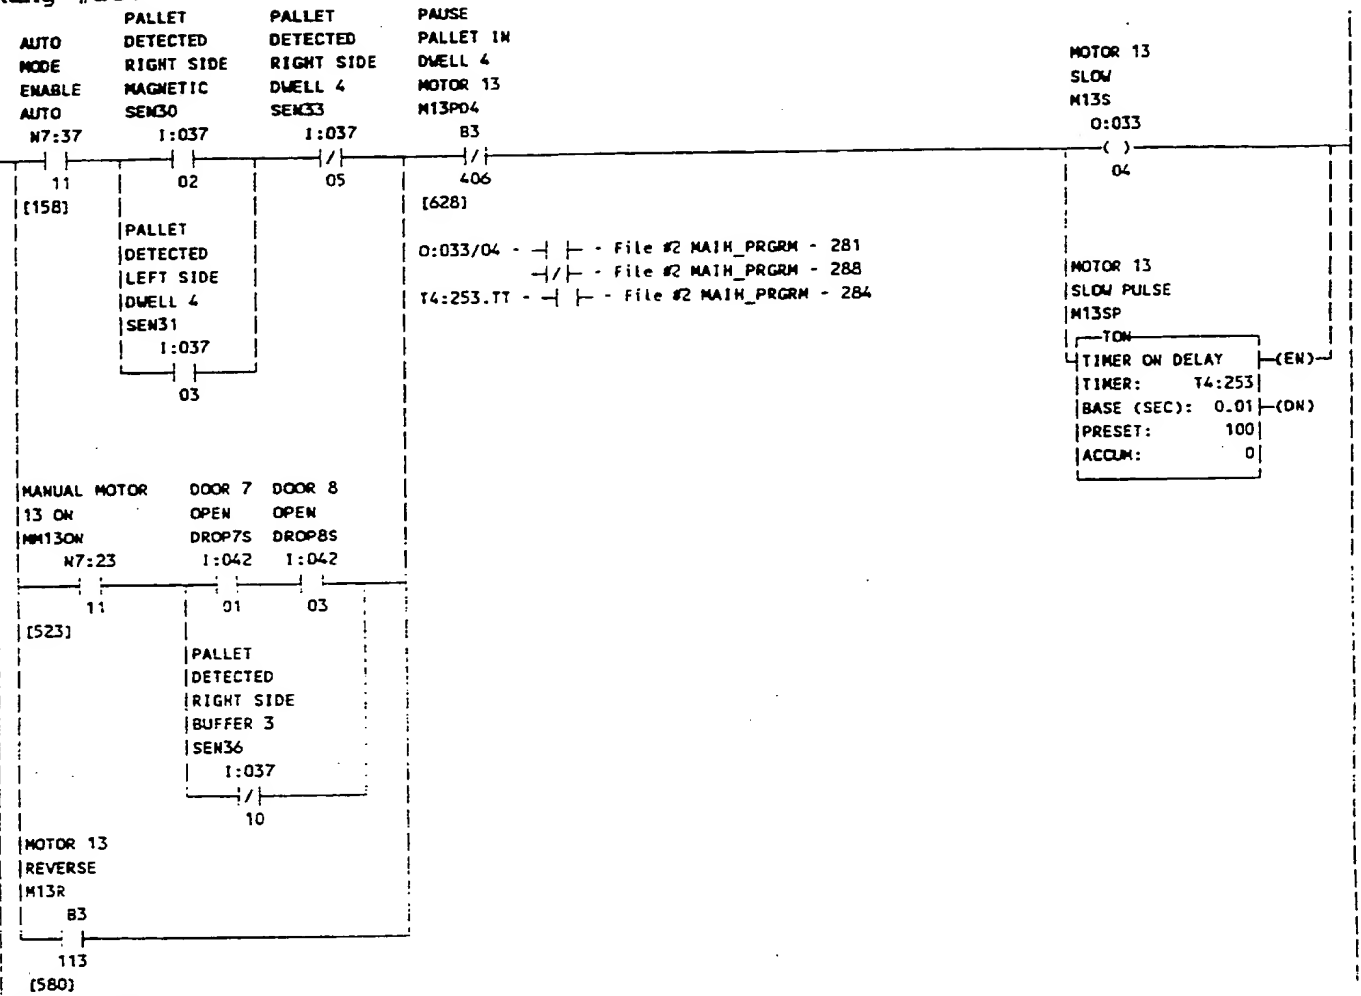 PALLET PALLET PAUSE
AUTO DETECTED DETECTED PALLET IN
MODE RIGHT SIDE RIGHT SIDE DWELL 4
ENABLE MAGNETIC DWELL 4 MOTOR 13
AUTO SEN30 SEN33 M13PD4
N7:37 I:037 I:037 B3
11 02 05 406
[158] [628]
MOTOR 13
SLOW
M13S
O:033
( )
04
PALLET
DETECTED
LEFT SIDE
DWELL 4
SEN31
I:037
03
O:033/04 - ┤ ├ - File #2 MAIN_PRGRM - 281
┤/├ - File #2 MAIN_PRGRM - 288
T4:253.TT - ┤ ├ - File #2 MAIN_PRGRM - 284
MOTOR 13
SLOW PULSE
M13SP
TON
TIMER ON DELAY (EN)
TIMER: T4:253
BASE (SEC): 0.01 (DN)
PRESET: 100
ACCUM: 0
MANUAL MOTOR DOOR 7 DOOR 8
13 ON OPEN OPEN
MM13ON DROP7S DROP8S
N7:23 I:042 I:042
11 01 03
[523]
PALLET
DETECTED
RIGHT SIDE
BUFFER 3
SEN36
I:037
10
MOTOR 13
REVERSE
M13R
B3
113
[580]